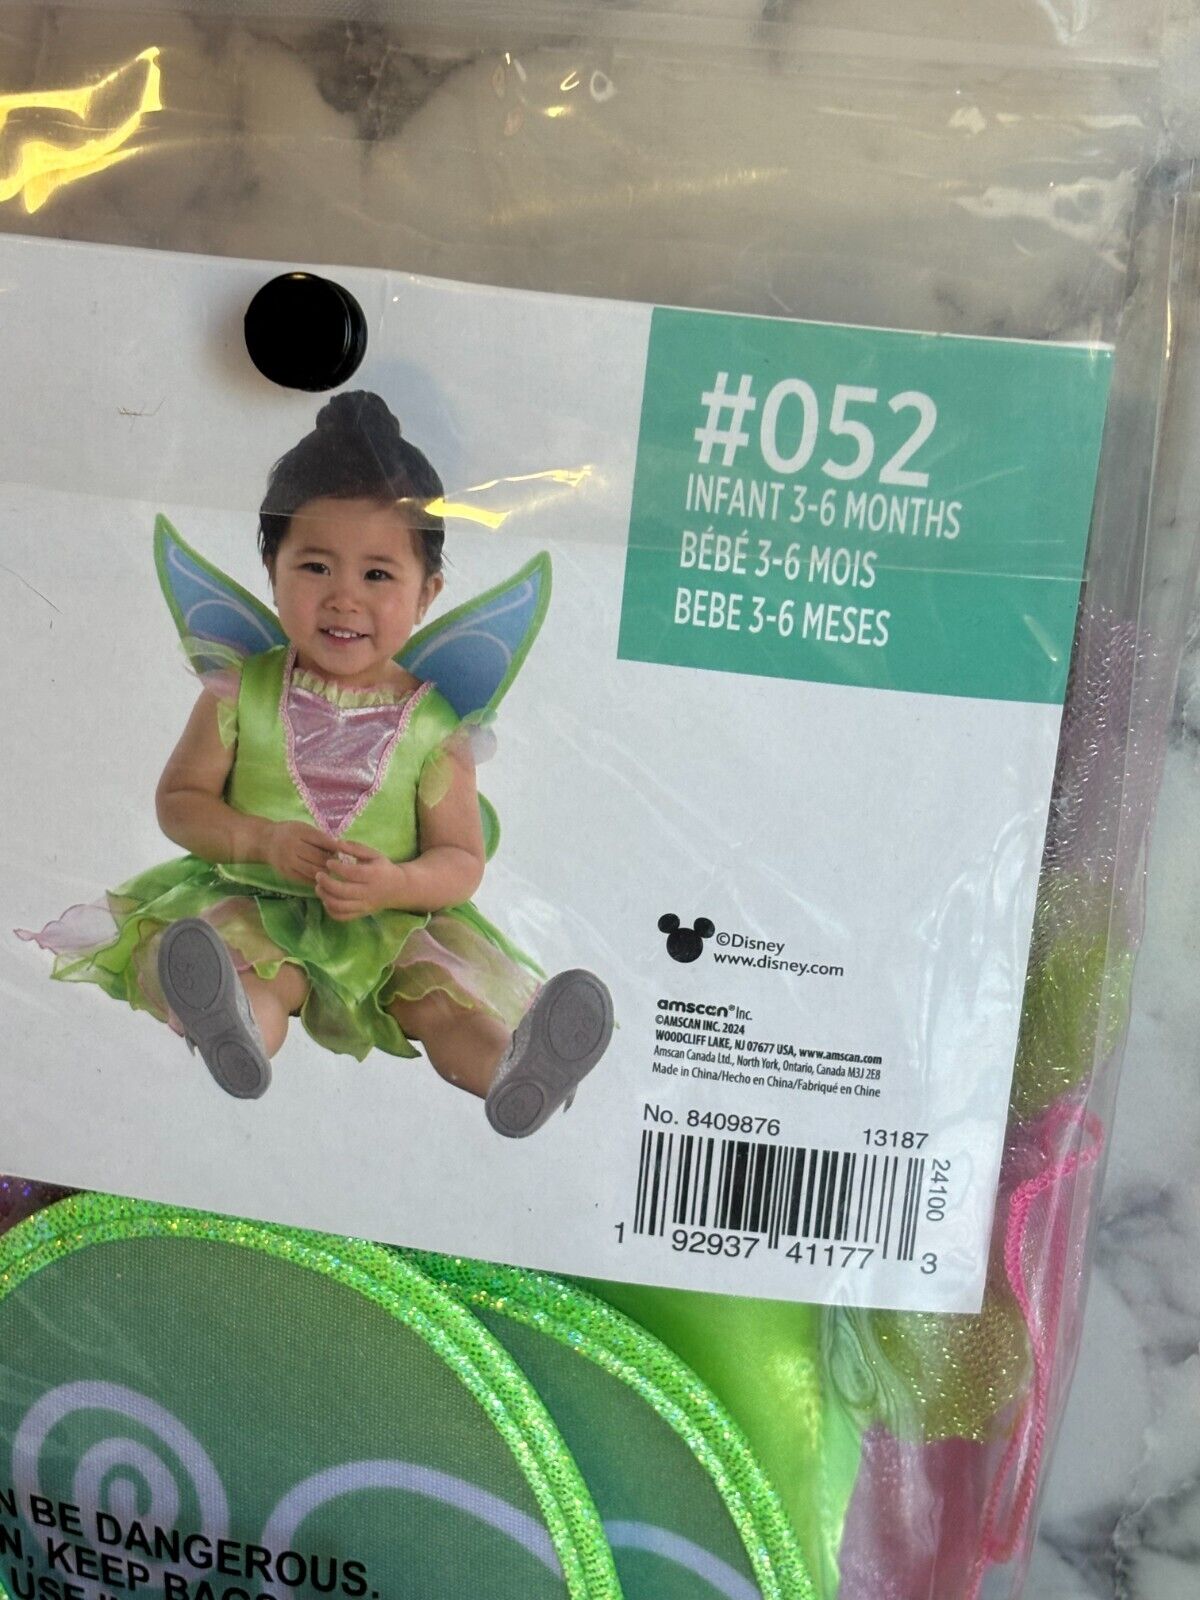 #052
INFANT 3-6 MONTHS
BÉBÉ 3-6 MOIS
BEBE 3-6 MESES
©Disney
www.disney.com
amscan® Inc.
©AMSCAN INC. 2024
WOODCLIFF LAKE, NJ 07677 USA, www.amscan.com
Amscan Canada Ltd., North York, Ontario, Canada M3J 2E8
Made in China/Hecho en China/Fabriqué en Chine
No. 8409876 13187
24100
1 92937 41177 3
BE DANGEROUS.
KEEP
USE